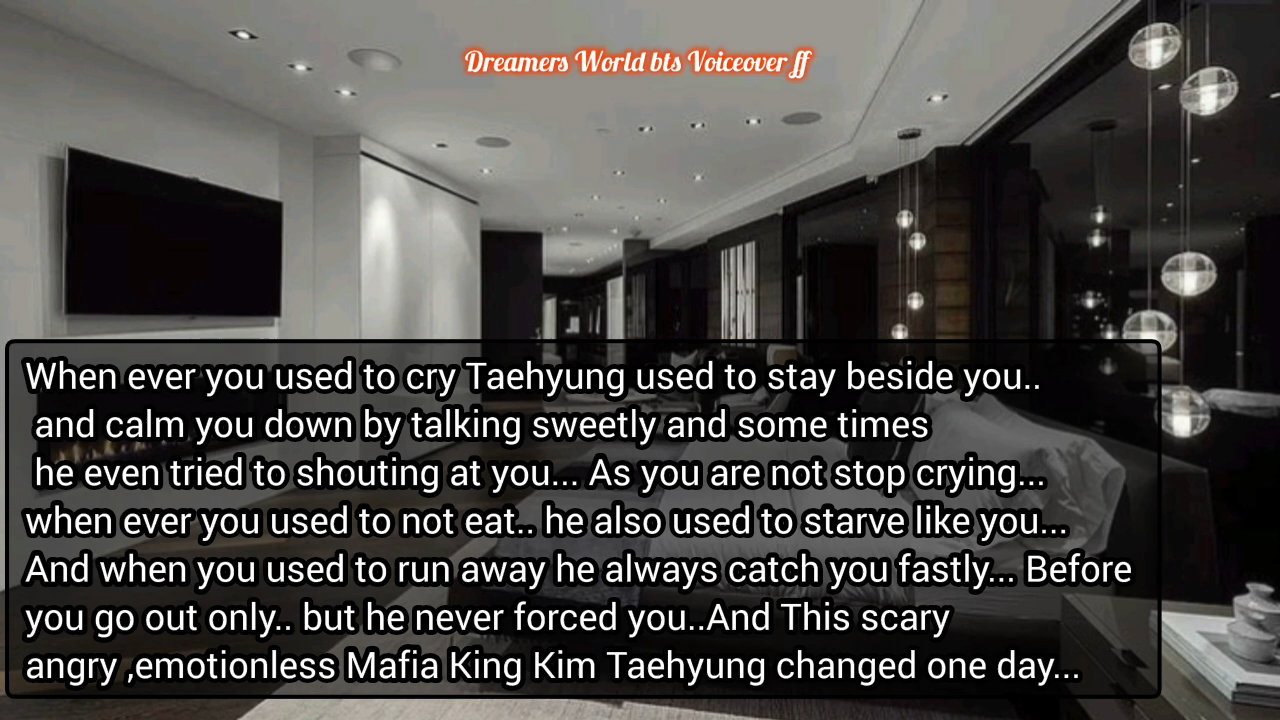 Dreamers World bts Voiceover ff
When ever you used to cry Taehyung used to stay beside you..
and calm you down by talking sweetly and some times
he even tried to shouting at you... As you are not stop crying...
when ever you used to not eat.. he also used to starve like you...
And when you used to run away he always catch you fastly... Before
you go out only.. but he never forced you..And This scary
angry ,emotionless Mafia King Kim Taehyung changed one day...